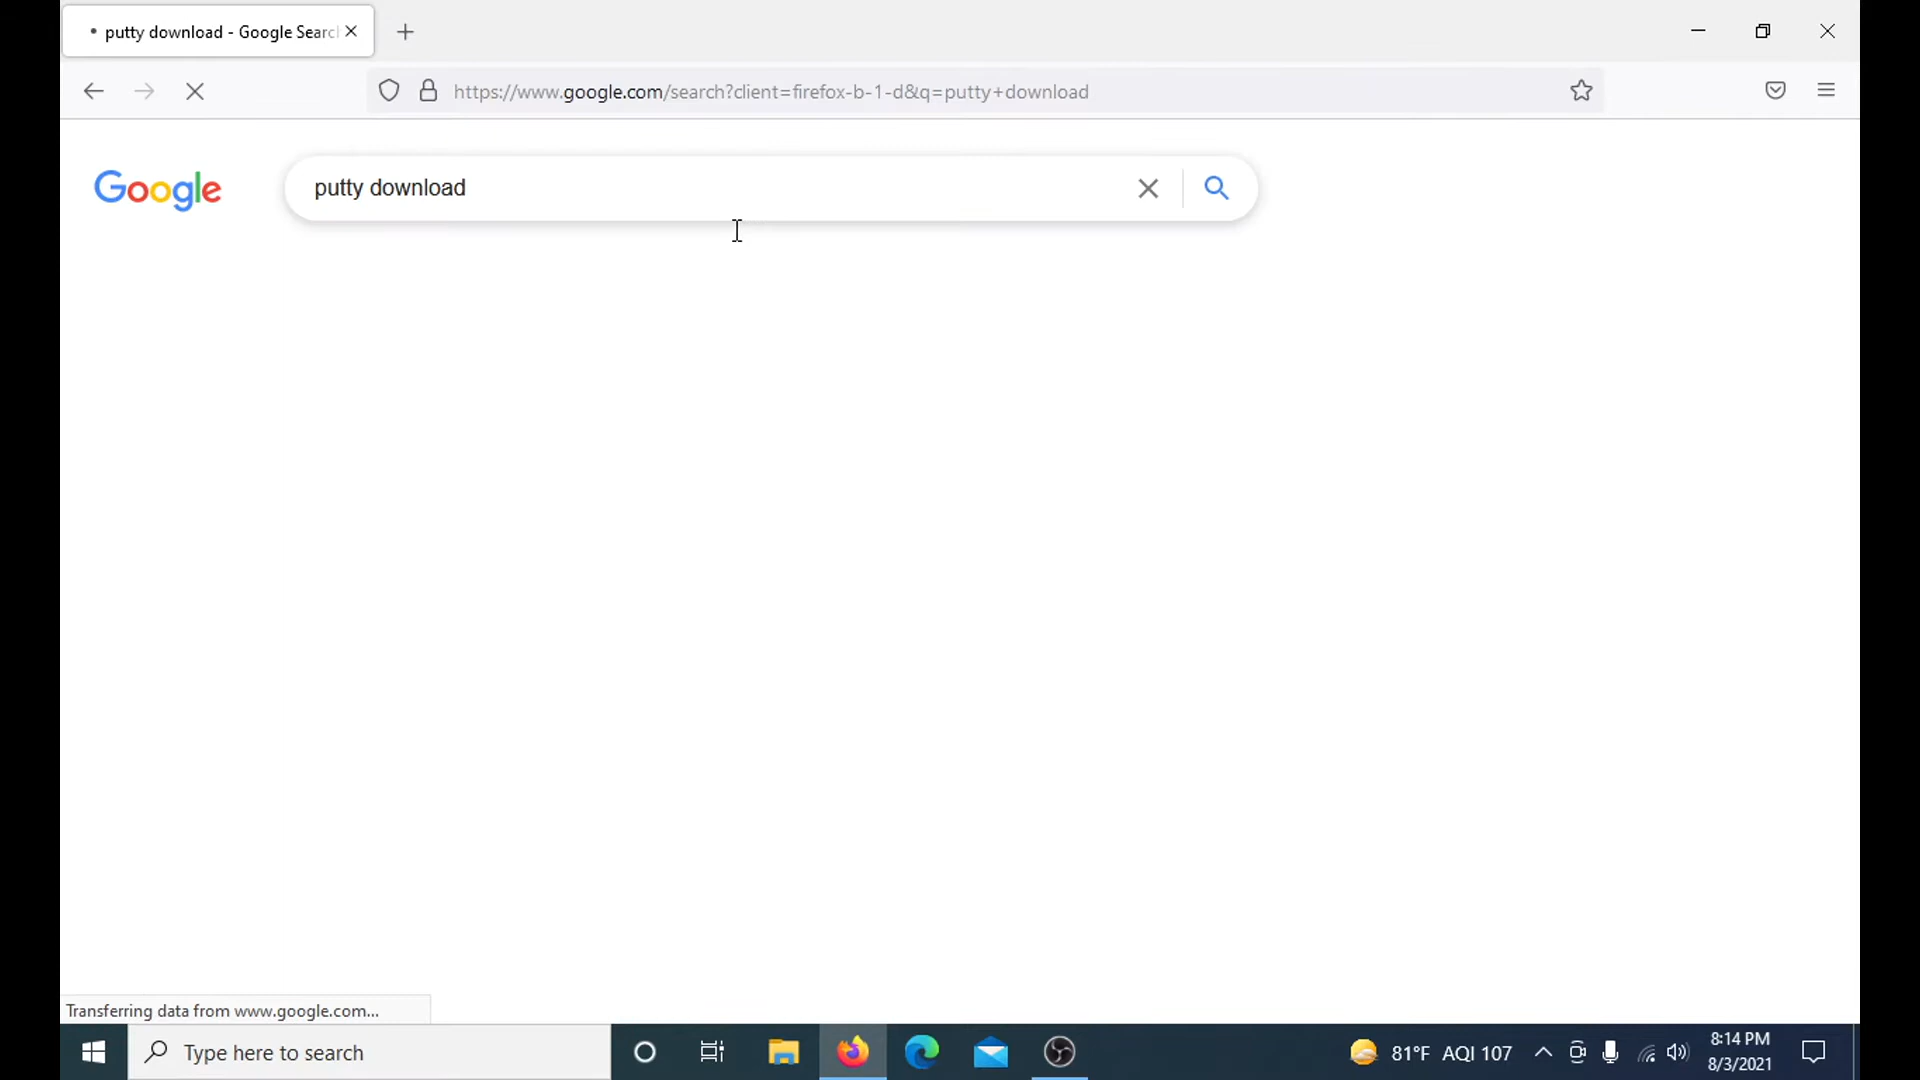 putty download - Google Searc
https://www.google.com/search?client=firefox-b-1-d&q=putty+download
Google
putty download
Transferring data from www.google.com...
Type here to search
81°F AQI 107
8:14 PM
8/3/2021